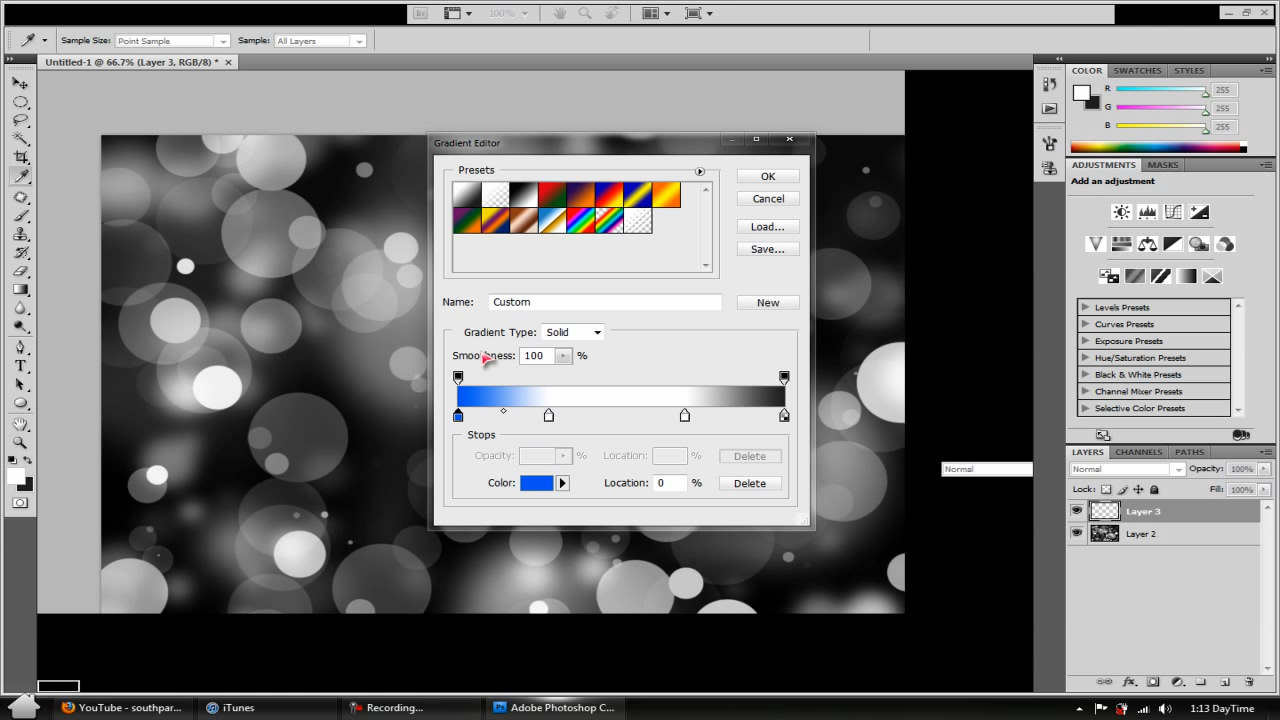 Br
100%
Sample Size: Point Sample Sample: All Layers
Untitled-1 @ 66.7% (Layer 3, RGB/8) *
Gradient Editor
Presets
OK
Cancel
Load...
Save...
Name: Custom
New
Gradient Type: Solid
Smoothness: 100 %
Stops
Opacity: % Location: % Delete
Color: Location: 0 % Delete
COLOR SWATCHES STYLES
R 255
G 255
B 255
ADJUSTMENTS MASKS
Add an adjustment
Levels Presets
Curves Presets
Exposure Presets
Hue/Saturation Presets
Black & White Presets
Channel Mixer Presets
Selective Color Presets
LAYERS CHANNELS PATHS
Normal
Normal Opacity: 100%
Lock: Fill: 100%
Layer 3
Layer 2
YouTube - southpar...
iTunes
Recording...
Ps Adobe Photoshop C...
1:13 DayTime